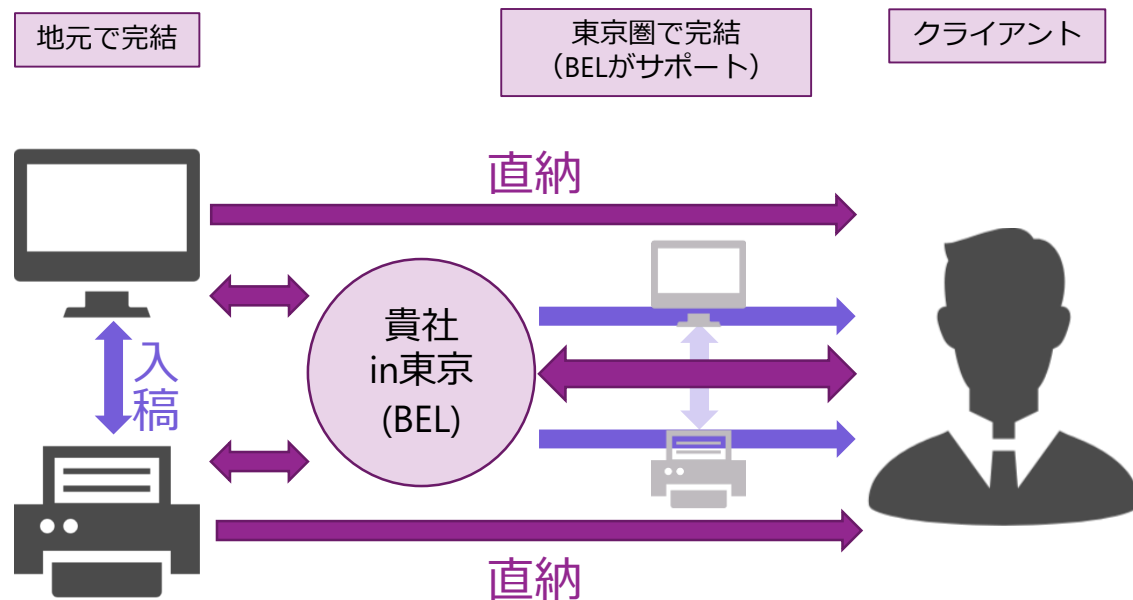 地元で完結
東京圏で完結
（BELがサポート）
クライアント
直納
貴社
in東京
(BEL)
入
稿
直納